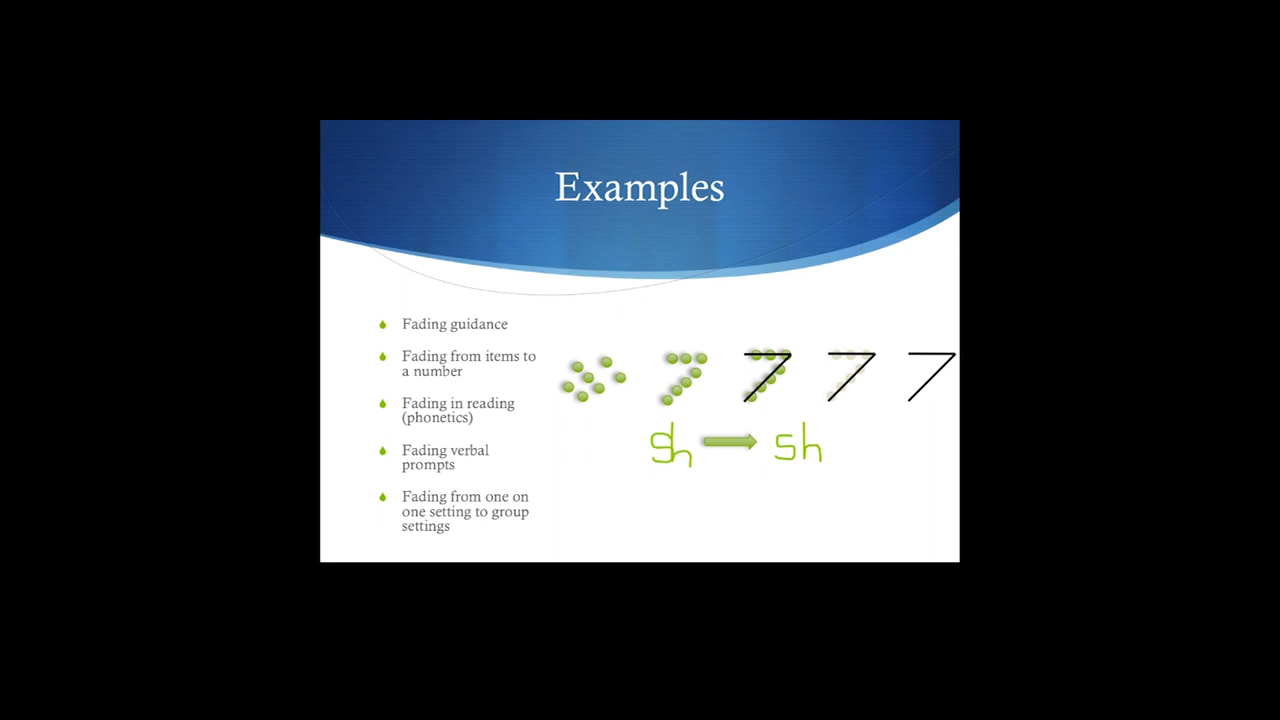 Examples
Fading guidance
Fading from items to
a number
Fading in reading
(phonetics)
Fading verbal
prompts
Fading from one on
one setting to group
settings
7 7 7 7
sh sh